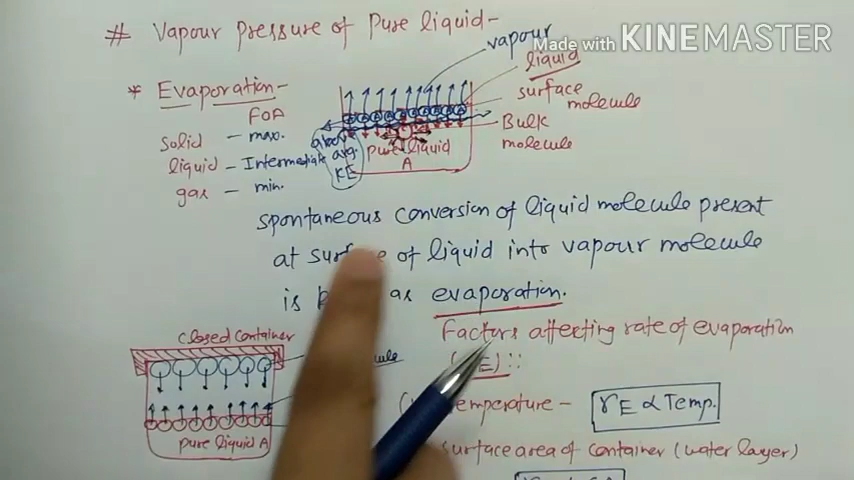 # Vapour Pressure of Pure liquid-
Made with KINEMASTER
vapour
liquid
* Evaporation-
surface molecule
FOA
Solid - max.
Bulk molecule
liquid - Intermediate
gas - min.
above avg. KE
Pure liquid A
spontaneous conversion of liquid molecule present
at surface of liquid into vapour molecule
is as evaporation.
closed container
Factors affecting rate of evaporation
temperature - rE ∝ Temp.
pure liquid A
surface area of container (water layer)